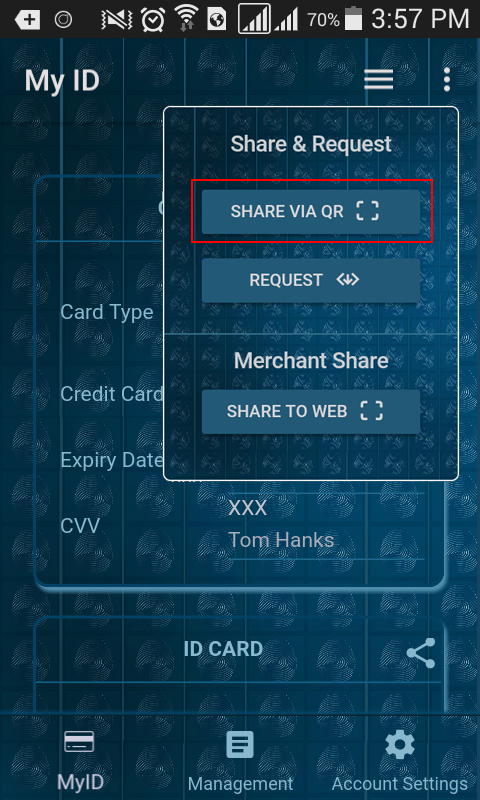 70% 3:57 PM
My ID
Share & Request
SHARE VIA QR
REQUEST
Card Type
Merchant Share
Credit Card
SHARE TO WEB
Expiry Date
XXX
CVV
Tom Hanks
ID CARD
MyID
Management
Account Settings